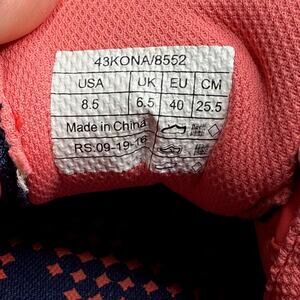 43KONA/8552
USA UK EU CM
8.5 6.5 40 25.5
Made in China
RS:09-19-16